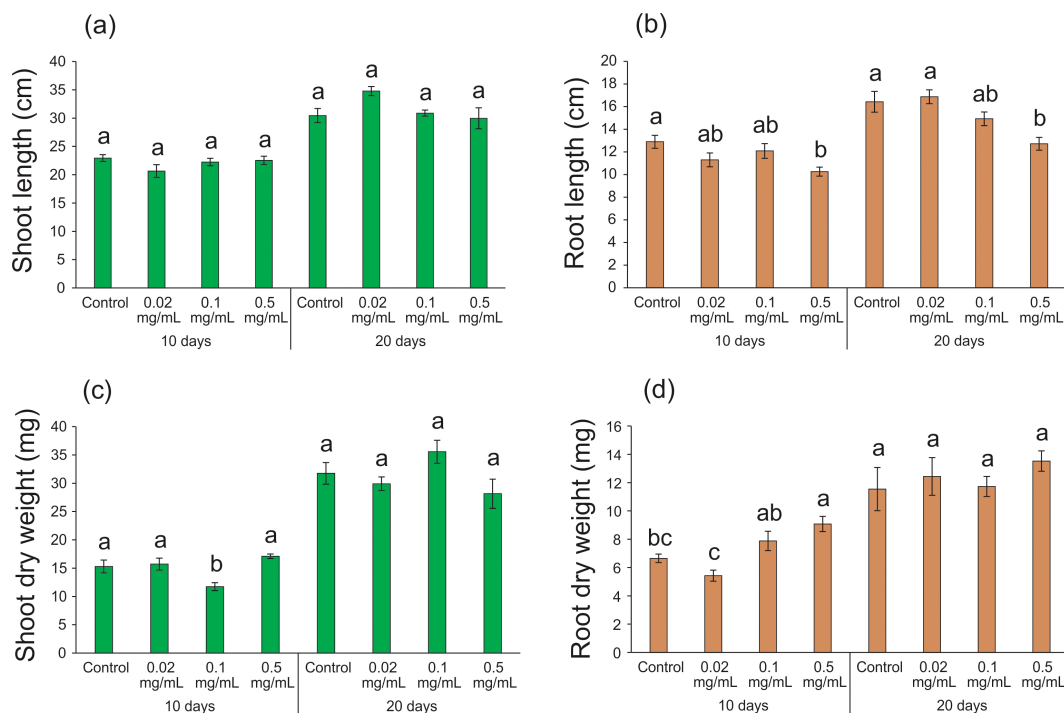 (a)
Shoot length (cm)
40
35
30
25
20
15
10
5
0
a
a
a
a
a
a
a
a
Control
0.02
mg/mL
0.1
mg/mL
0.5
mg/mL
Control
0.02
mg/mL
0.1
mg/mL
0.5
mg/mL
10 days
20 days
(b)
Root length (cm)
20
18
16
14
12
10
8
6
4
2
0
a
ab
ab
b
a
a
ab
b
Control
0.02
mg/mL
0.1
mg/mL
0.5
mg/mL
Control
0.02
mg/mL
0.1
mg/mL
0.5
mg/mL
10 days
20 days
(c)
Shoot dry weight (mg)
40
35
30
25
20
15
10
5
0
a
a
b
a
a
a
a
a
Control
0.02
mg/mL
0.1
mg/mL
0.5
mg/mL
Control
0.02
mg/mL
0.1
mg/mL
0.5
mg/mL
10 days
20 days
(d)
Root dry weight (mg)
16
14
12
10
8
6
4
2
0
bc
c
ab
a
a
a
a
a
Control
0.02
mg/mL
0.1
mg/mL
0.5
mg/mL
Control
0.02
mg/mL
0.1
mg/mL
0.5
mg/mL
10 days
20 days